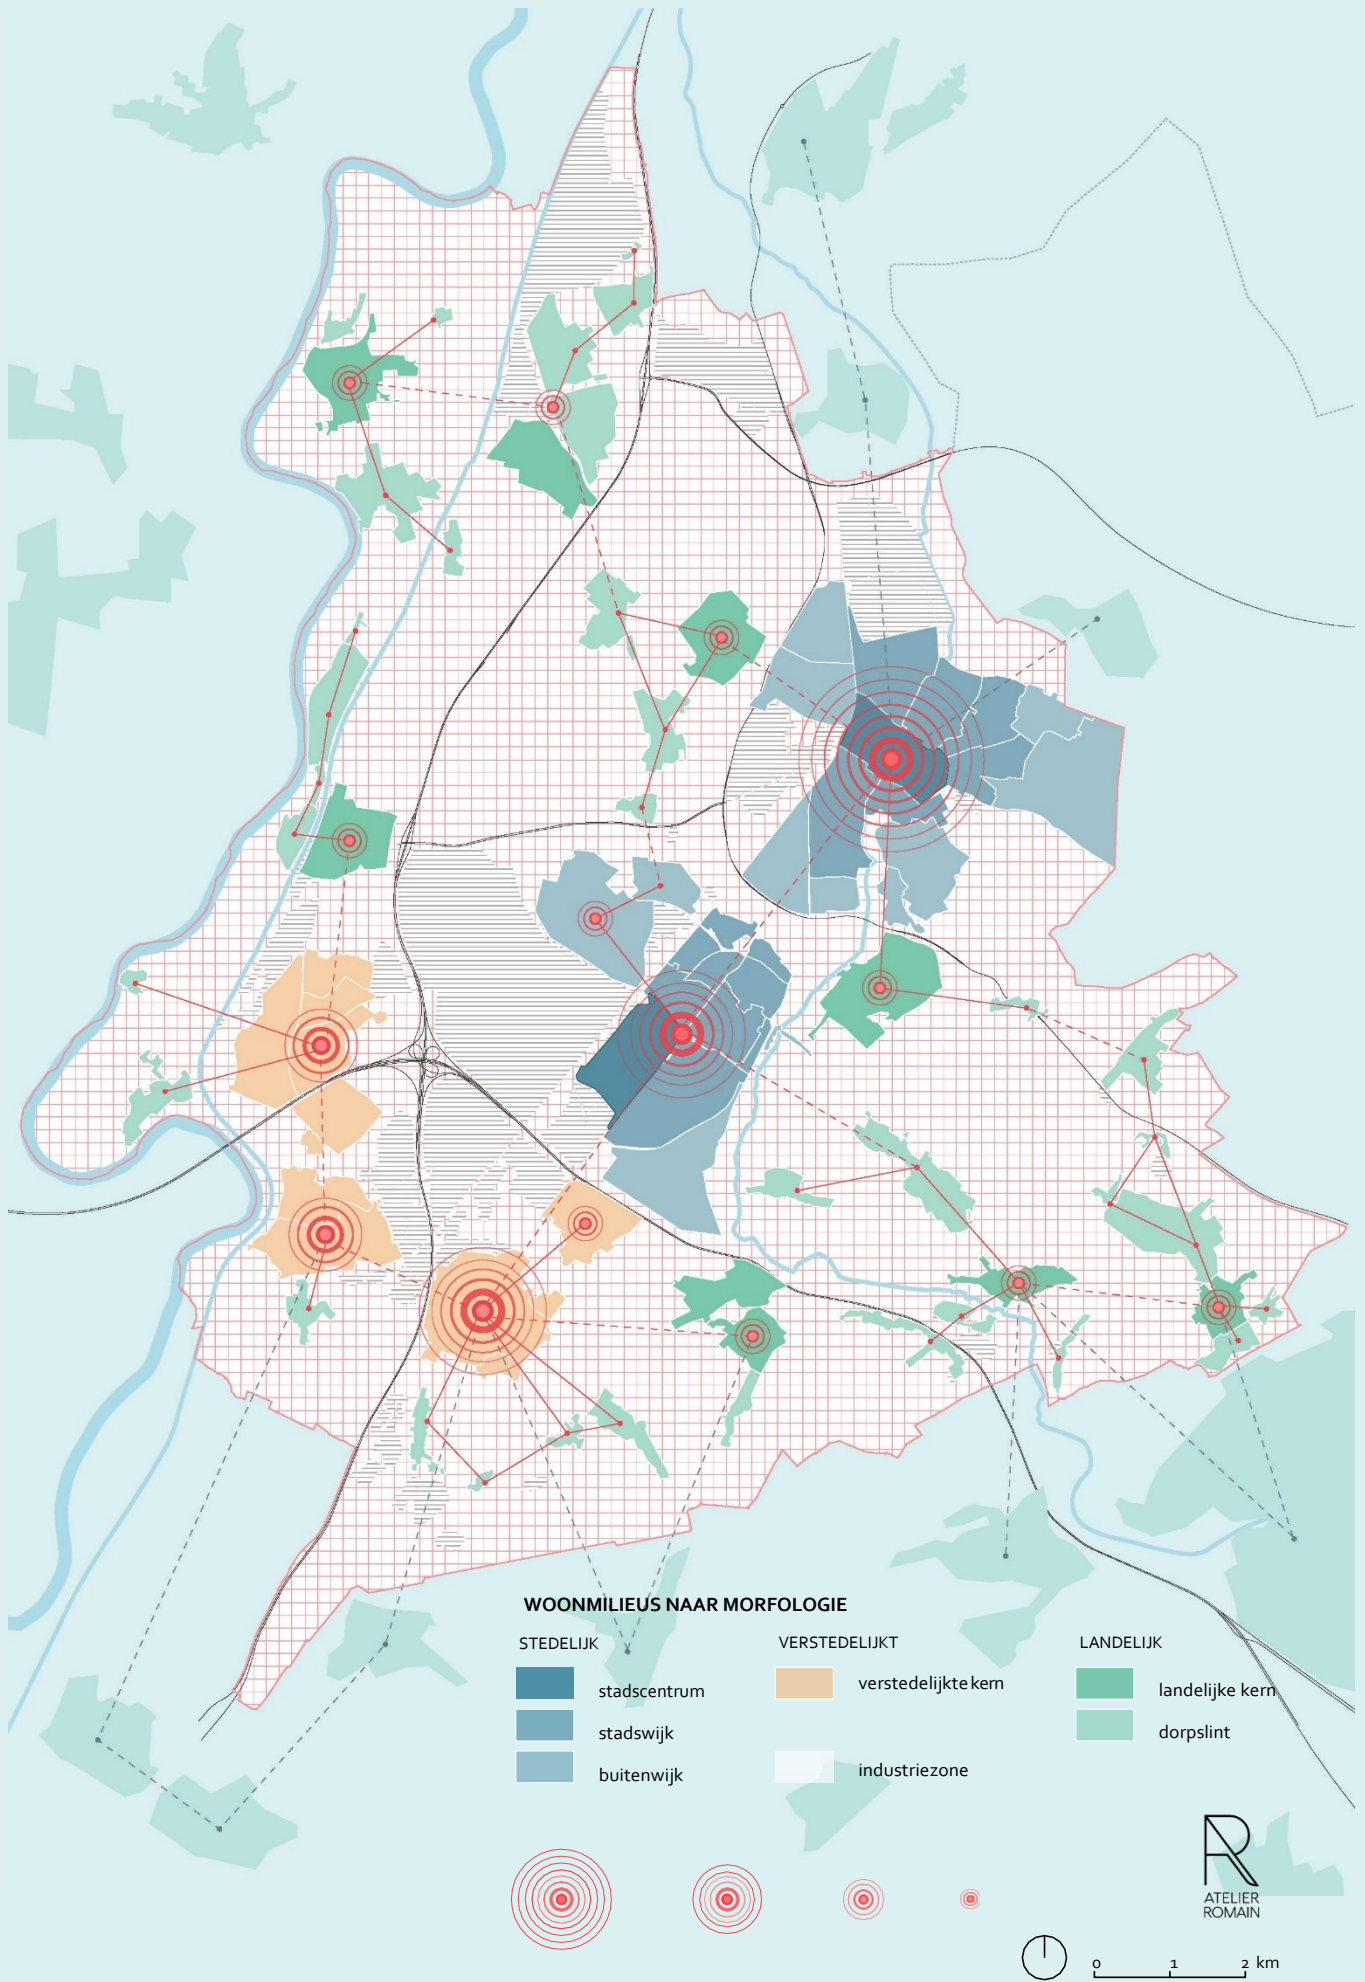 WOONMILIEUS NAAR MORFOLOGIE
STEDELIJK
stadscentrum
stadswijk
buitenwijk
VERSTEDELIJKT
verstedelijkte kern
industriezone
LANDELIJK
landelijke kern
dorpslint
ATELIER
ROMAIN
0 1 2 km